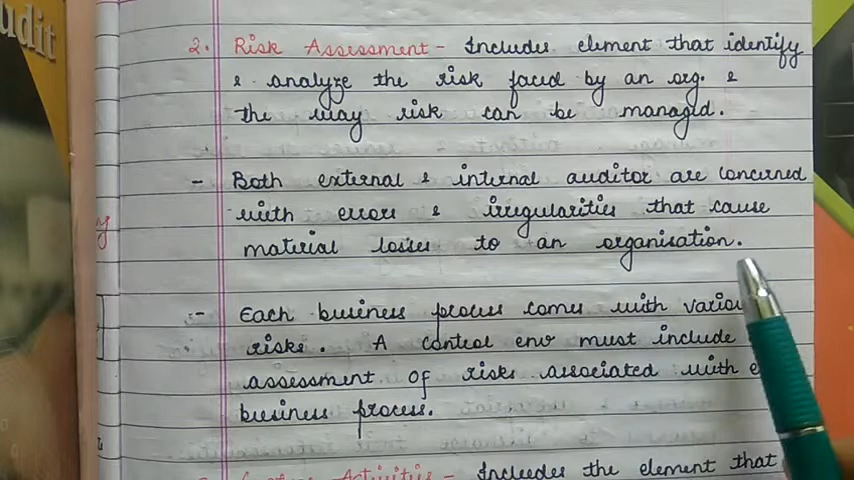 udit
2. Risk Assessment - Includes element that identify
& analyze the risk faced by an org. &
the way risk can be managed.
- Both external & internal auditor are concerned
with errors & irregularities that cause
material losses to an organisation.
- Each business process comes with variou
risks. A control env must include
assessment of risks associated with e
business process.
Activities - Includes the element that